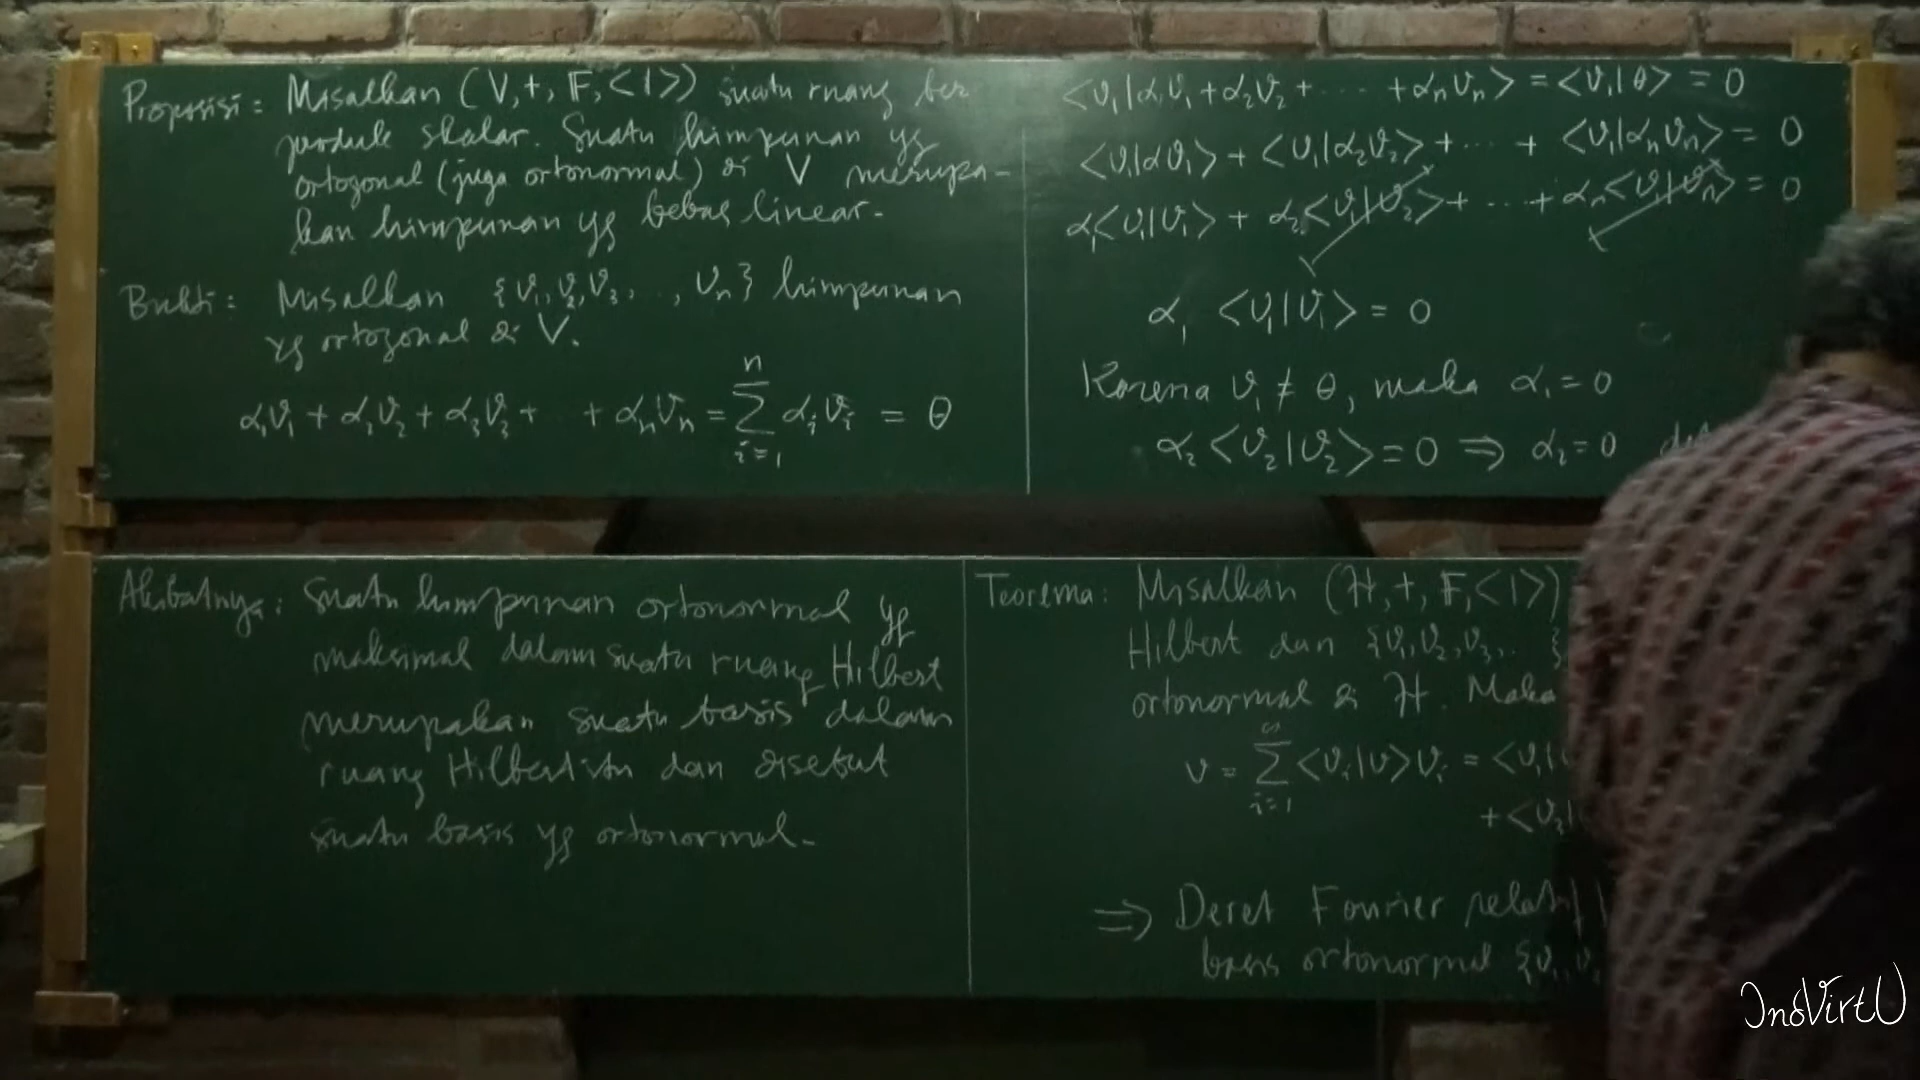 Proposisi: Misalkan (V, +, F, <|>) suatu ruang ber
produk skalar. Suatu himpunan yg
ortogonal (juga ortonormal) di V merupa-
kan himpunan yg bebas linear.
Bukti: Misalkan {v₁, v₂, v₃, .., vₙ} himpunan
yg ortogonal di V.
α₁v₁ + α₂v₂ + α₃v₃ + .. + αₙvₙ = ∑ⁿᵢ₌₁ αᵢvᵢ = θ
<v₁|α₁v₁ + α₂v₂ + .... + αₙvₙ> = <v₁|θ> = 0
<v₁|αv₁> + <v₁|α₂v₂> + ... + <v₁|αₙvₙ> = 0
α₁<v₁|v₁> + α₂<v₁|v₂> + ... + αₙ<v₁|vₙ> = 0
α₁ <v₁|v₁> = 0
Karena v₁ ≠ θ, maka α₁ = 0
α₂ <v₂|v₂> = 0 ⇒ α₂ = 0
Akibatnya: Suatu himpunan ortonormal yg
maksimal dalam suatu ruang Hilbert
merupakan suatu basis dalam
ruang Hilbert itu dan disebut
suatu basis yg ortonormal.
Teorema: Misalkan (H, +, F, <|>)
Hilbert dan {v₁, v₂, v₃, .. }
ortonormal di H. Maka
v = ∑^∞ᵢ₌₁ <vᵢ|v>vᵢ = <v₁|
+ <v₂|
⇒ Deret Fourier relatif
basis ortonormal {v₁, v₂
IndVirtU